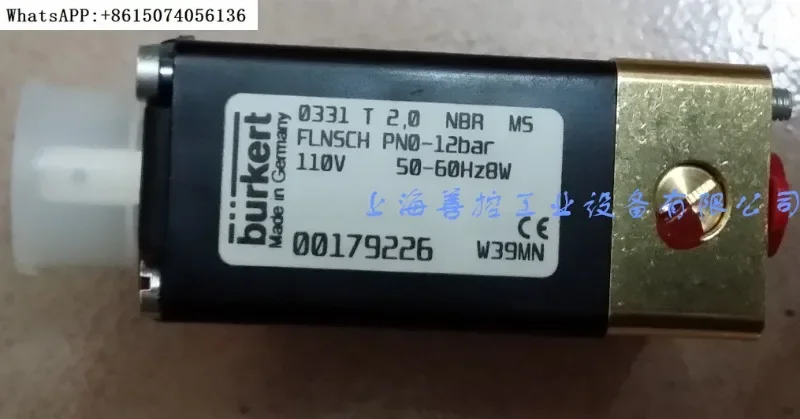 WhatsAPP:+8615074056136
0331 T 2,0 NBR MS
FLNSCH PN0-12bar
110V 50-60Hz8W
burkert
Made in Germany
上海善控工业设备有限公司
CE
00179226 W39MN